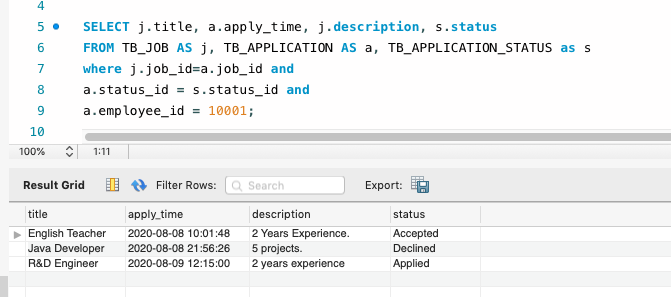 4
5 SELECT j.title, a.apply_time, j.description, s.status
6 FROM TB_JOB AS j, TB_APPLICATION AS a, TB_APPLICATION_STATUS as s
7 where j.job_id=a.job_id and
8 a.status_id = s.status_id and
9 a.employee_id = 10001;
10
100% 1:11
Result Grid Filter Rows: Search Export:
title apply_time description status
English Teacher 2020-08-08 10:01:48 2 Years Experience. Accepted
Java Developer 2020-08-08 21:56:26 5 projects. Declined
R&D Engineer 2020-08-09 12:15:00 2 years experience Applied